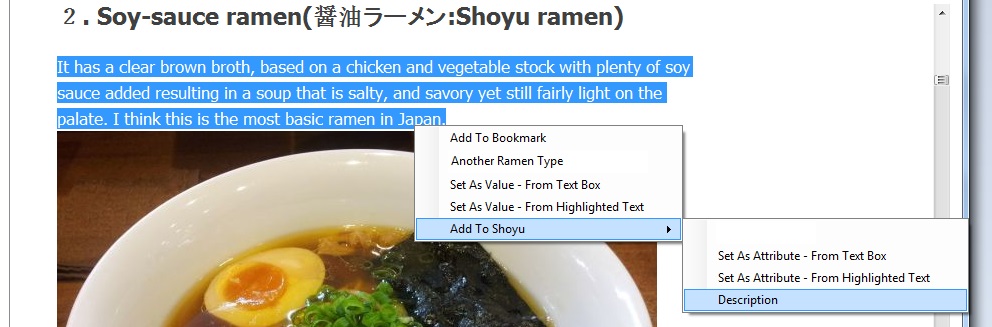 ２. Soy-sauce ramen(醤油ラーメン:Shoyu ramen)
It has a clear brown broth, based on a chicken and vegetable stock with plenty of soy
sauce added resulting in a soup that is salty, and savory yet still fairly light on the
palate. I think this is the most basic ramen in Japan.
Add To Bookmark
Another Ramen Type
Set As Value - From Text Box
Set As Value - From Highlighted Text
Add To Shoyu
Set As Attribute - From Text Box
Set As Attribute - From Highlighted Text
Description